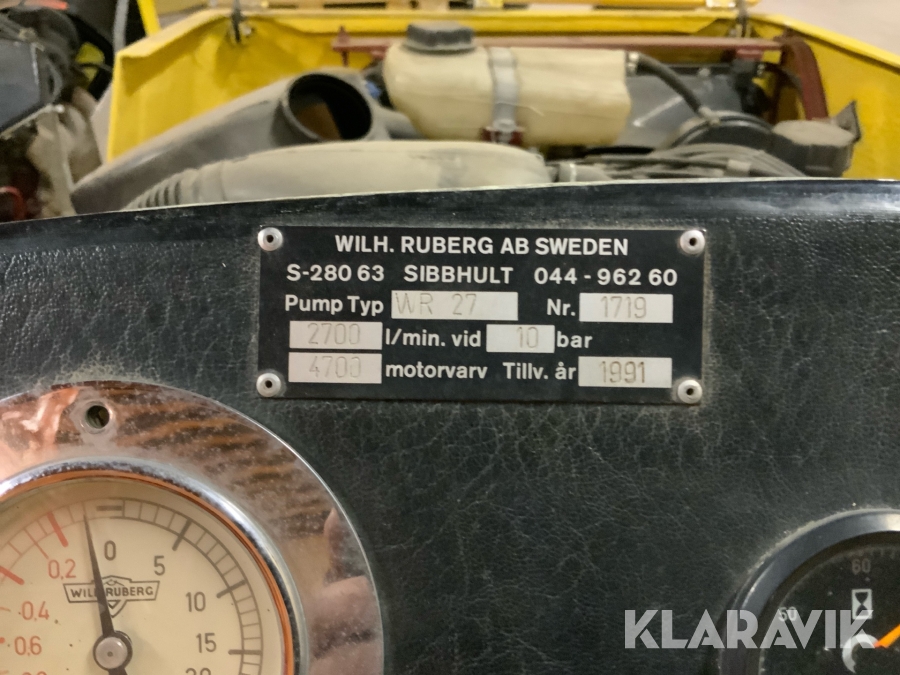 WILH. RUBERG AB SWEDEN
S-280 63 SIBBHULT 044 - 962 60
Pump Typ WR 27 Nr. 1719
2700 l/min. vid 10 bar
4700 motorvarv Tillv. år 1991
0 5 10 15 20
0,2 0,4 0,6
WILH. RUBERG
50 60
KLARAVIK